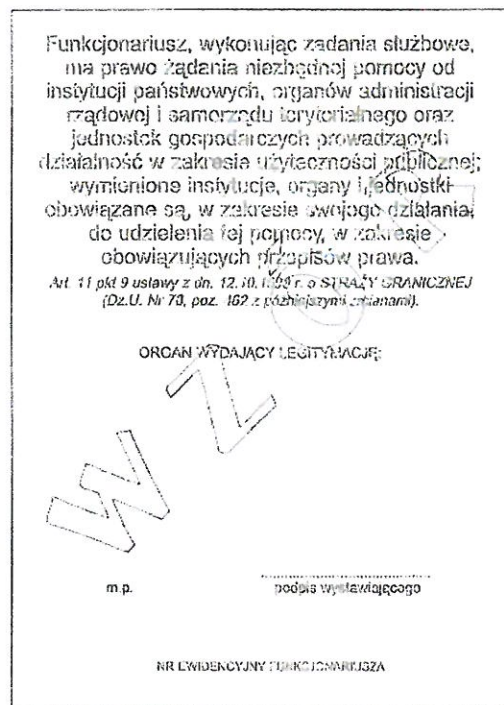 Funkcjonariusz, wykonując zadania służbowe,
ma prawo żądania niezbędnej pomocy od
instytucji państwowych, organów administracji
rządowej i samorządu terytorialnego oraz
jednostek gospodarczych prowadzących
działalność w zakresie użyteczności publicznej;
wymienione instytucje, organy i jednostki
obowiązane są, w zakresie swojego działania,
do udzielenia tej pomocy, w zakresie
obowiązujących przepisów prawa.
Art. 11 pkt 9 ustawy z dn. 12.10.1990 r. o STRAŻY GRANICZNEJ
(Dz.U. Nr 78, poz. 462 z późniejszymi zmianami).
ORGAN WYDAJĄCY LEGITYMACJĘ:
WZÓR
m.p.
podpis wystawiającego
NR EWIDENCYJNY FUNKCJONARIUSZA